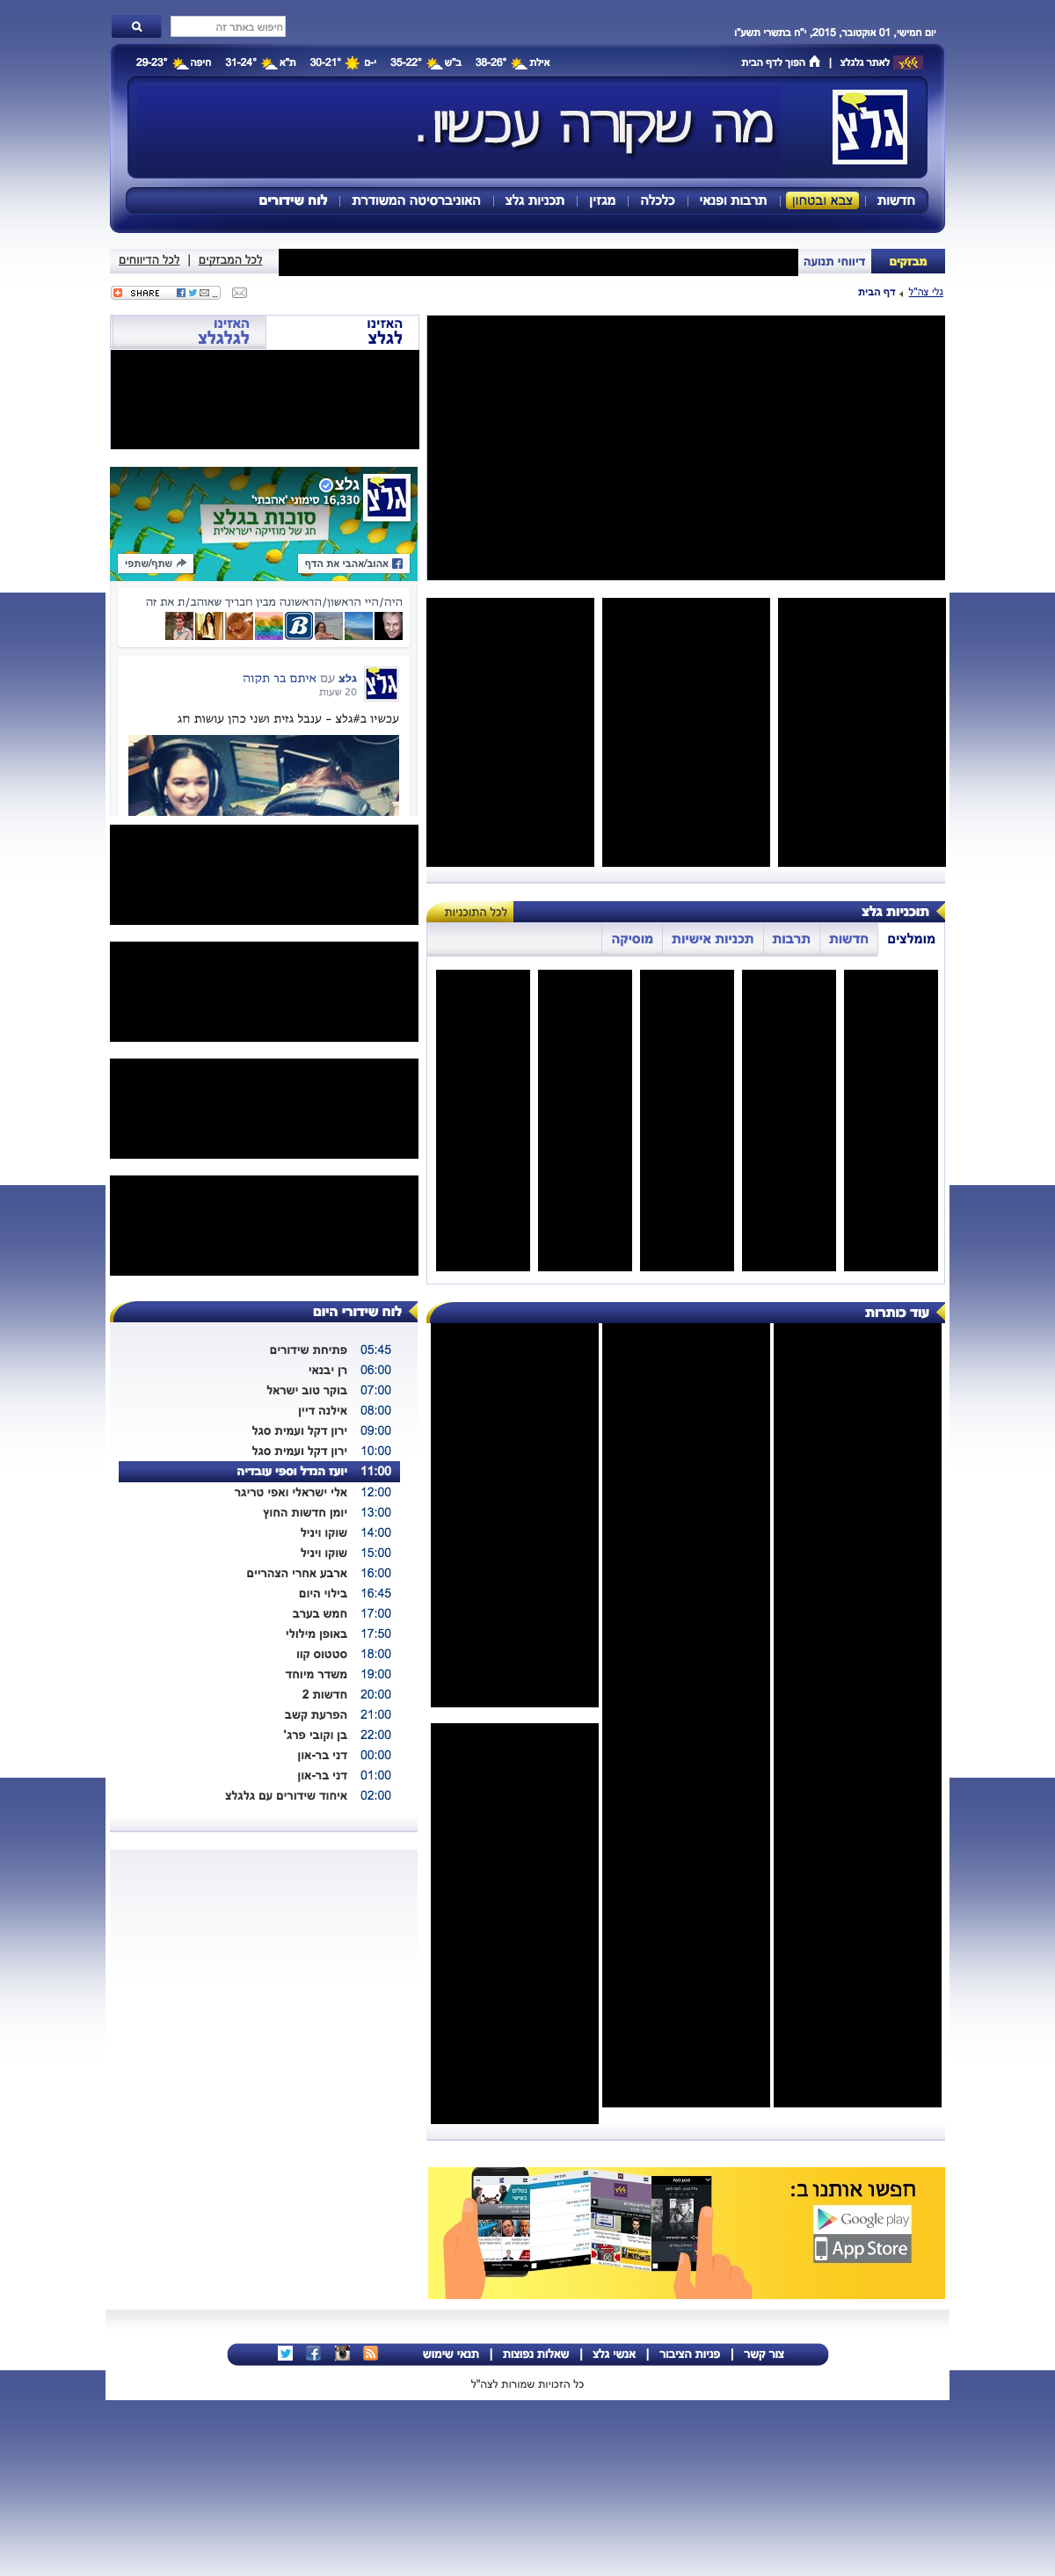 יום חמישי, 01 אוקטובר, 2015, י"ח בתשרי תשע"ו
חיפוש באתר זה
לאתר גלגלצ | הפוך לדף הבית
אילת 38-26° ב"ש 35-22° י-ם 30-21° ת"א 31-24° חיפה 29-23°
גלצ
מה שקורה עכשיו.
חדשות | צבא ובטחון | תרבות ופנאי | כלכלה | מגזין | תכניות גלצ | האוניברסיטה המשודרת | לוח שידורים
מבזקים דיווחי תנועה לכל המבזקים | לכל הדיווחים
גלי צה"ל דף הבית
SHARE
האזינו לגלצ
האזינו לגלגלצ
גלצ
גלצ
16,330 סימוני 'אהבתי'
סוכות בגלצ
חג של מוזיקה ישראלית
אהוב/אהבי את הדף
שתף/שתפי
היה/היי הראשון/הראשונה מבין חבריך שאוהב/ת את זה
B
גלצ
גלצ עם איתם בר תקוה
20 שעות
עכשיו ב#גלצ - ענבל גזית ושני כהן עושות חג
תוכניות גלצ
לכל התוכניות
מומלצים חדשות תרבות תכניות אישיות מוסיקה
עוד כותרות
לוח שידורי היום
05:45 פתיחת שידורים
06:00 רן יבנאי
07:00 בוקר טוב ישראל
08:00 אילנה דיין
09:00 ירון דקל ועמית סגל
10:00 ירון דקל ועמית סגל
11:00 יועז הנדל וספי עובדיה
12:00 אלי ישראלי ואפי טריגר
13:00 יומן חדשות החוץ
14:00 שוקו ויניל
15:00 שוקו ויניל
16:00 ארבע אחרי הצהריים
16:45 בילוי היום
17:00 חמש בערב
17:50 באופן מילולי
18:00 סטטוס קוו
19:00 משדר מיוחד
20:00 חדשות 2
21:00 הפרעת קשב
22:00 בן וקובי פרג'
00:00 דני בר-און
01:00 דני בר-און
02:00 איחוד שידורים עם גלגלצ
חפשו אותנו ב:
Google play
App Store
צור קשר | פניות הציבור | אנשי גלצ | שאלות נפוצות | תנאי שימוש
כל הזכויות שמורות לצה"ל